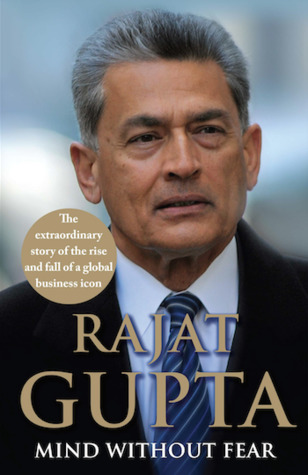 The
extraordinary
story of the rise
and fall of a global
business icon
RAJAT
GUPTA
MIND WITHOUT FEAR